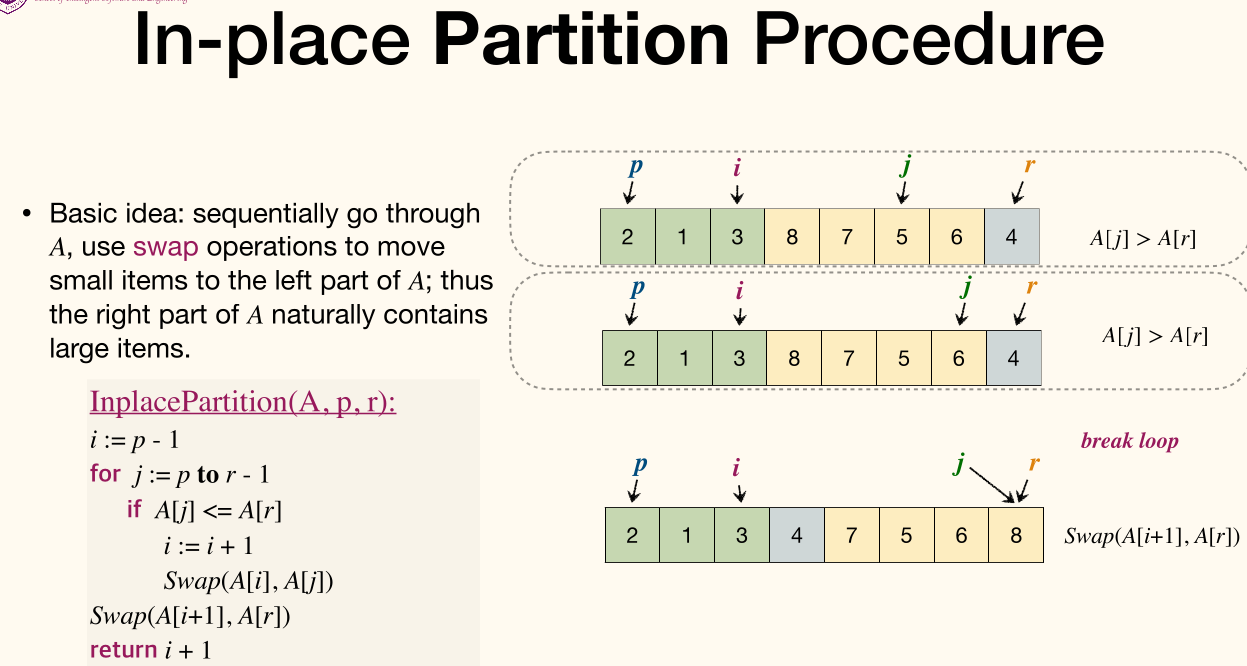 In-place Partition Procedure
• Basic idea: sequentially go through
A, use swap operations to move
small items to the left part of A; thus
the right part of A naturally contains
large items.
InplacePartition(A, p, r):
i := p - 1
for j := p to r - 1
if A[j] <= A[r]
i := i + 1
Swap(A[i], A[j])
Swap(A[i+1], A[r])
return i + 1
p i j r
2 1 3 8 7 5 6 4
A[j] > A[r]
p i j r
2 1 3 8 7 5 6 4
A[j] > A[r]
break loop
p i j r
2 1 3 4 7 5 6 8
Swap(A[i+1], A[r])